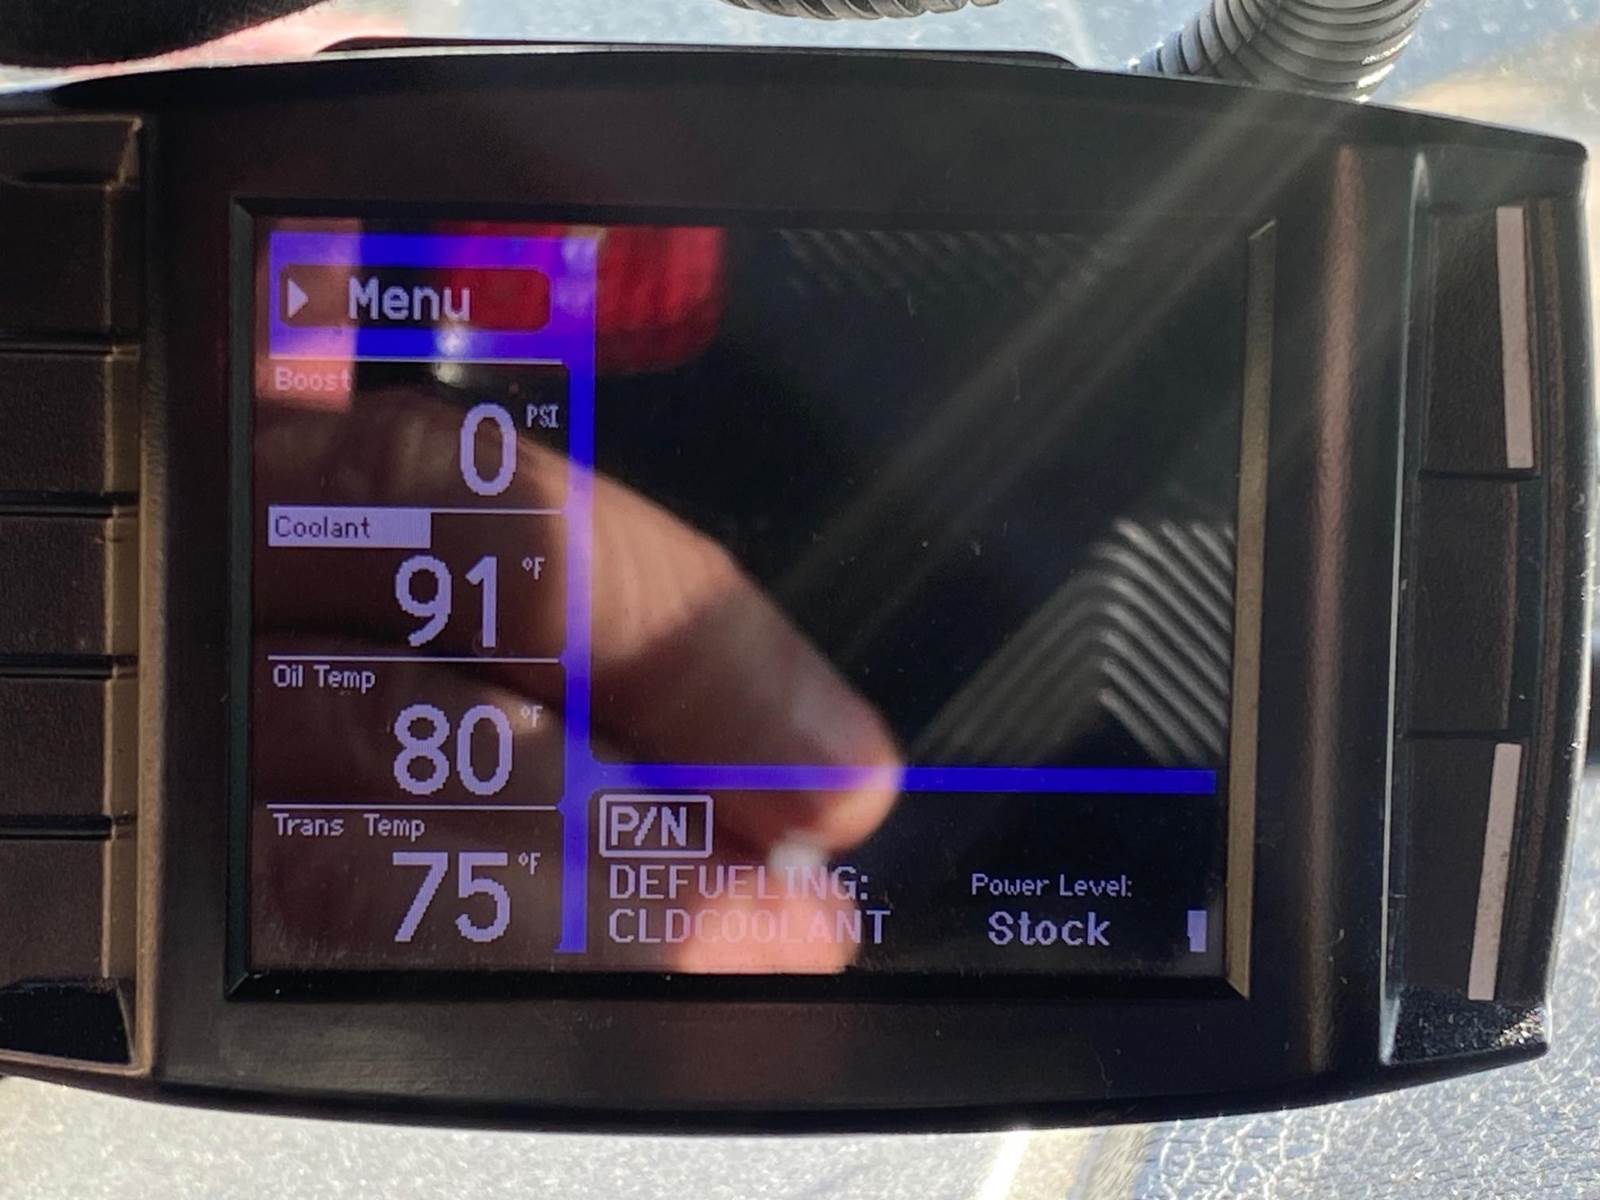 Menu
Boost
0 PSI
Coolant
91 °F
Oil Temp
80 °F
Trans Temp
75 °F
P/N
DEFUELING:
CLDCOOLANT
Power Level:
Stock